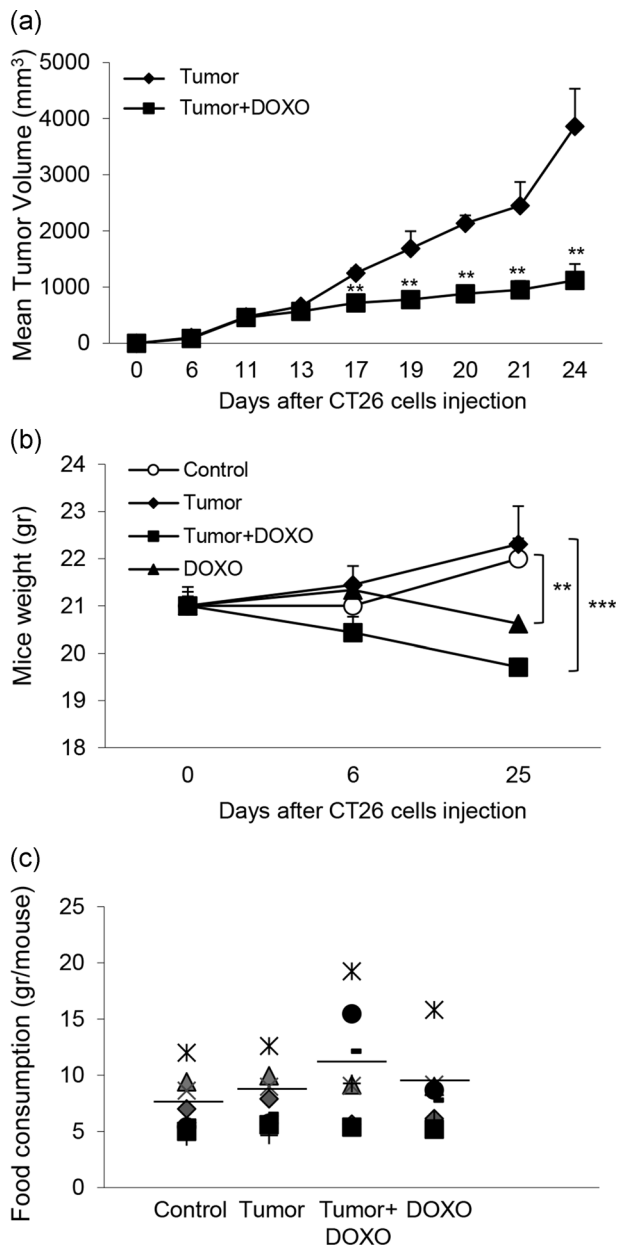 (a)
5000
4000
3000
2000
1000
0
Mean Tumor Volume (mm³)
Tumor
Tumor+DOXO
**
**
**
**
**
0 6 11 13 17 19 20 21 24
Days after CT26 cells injection
(b)
24
23
22
21
20
19
18
Mice weight (gr)
Control
Tumor
Tumor+DOXO
DOXO
**
***
0 6 25
Days after CT26 cells injection
(c)
25
20
15
10
5
0
Food consumption (gr/mouse)
Control Tumor Tumor+ DOXO
DOXO